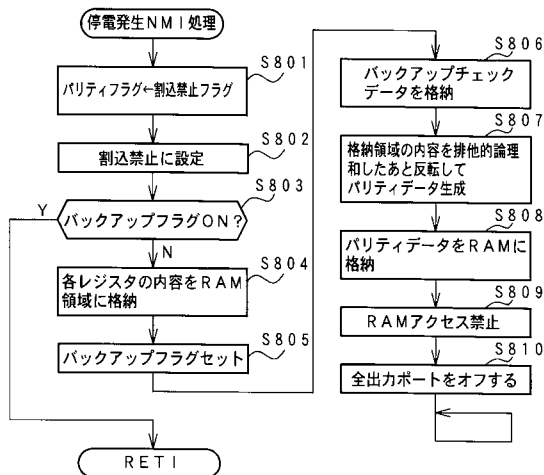 停電発生NMI処理
S801
パリティフラグ←割込禁止フラグ
S802
割込禁止に設定
S803
Y
バックアップフラグON?
N
S804
各レジスタの内容をRAM
領域に格納
S805
バックアップフラグセット
RETI
S806
バックアップチェック
データを格納
S807
格納領域の内容を排他的論理
和したあと反転して
パリティデータ生成
S808
パリティデータをRAMに
格納
S809
RAMアクセス禁止
S810
全出力ポートをオフする